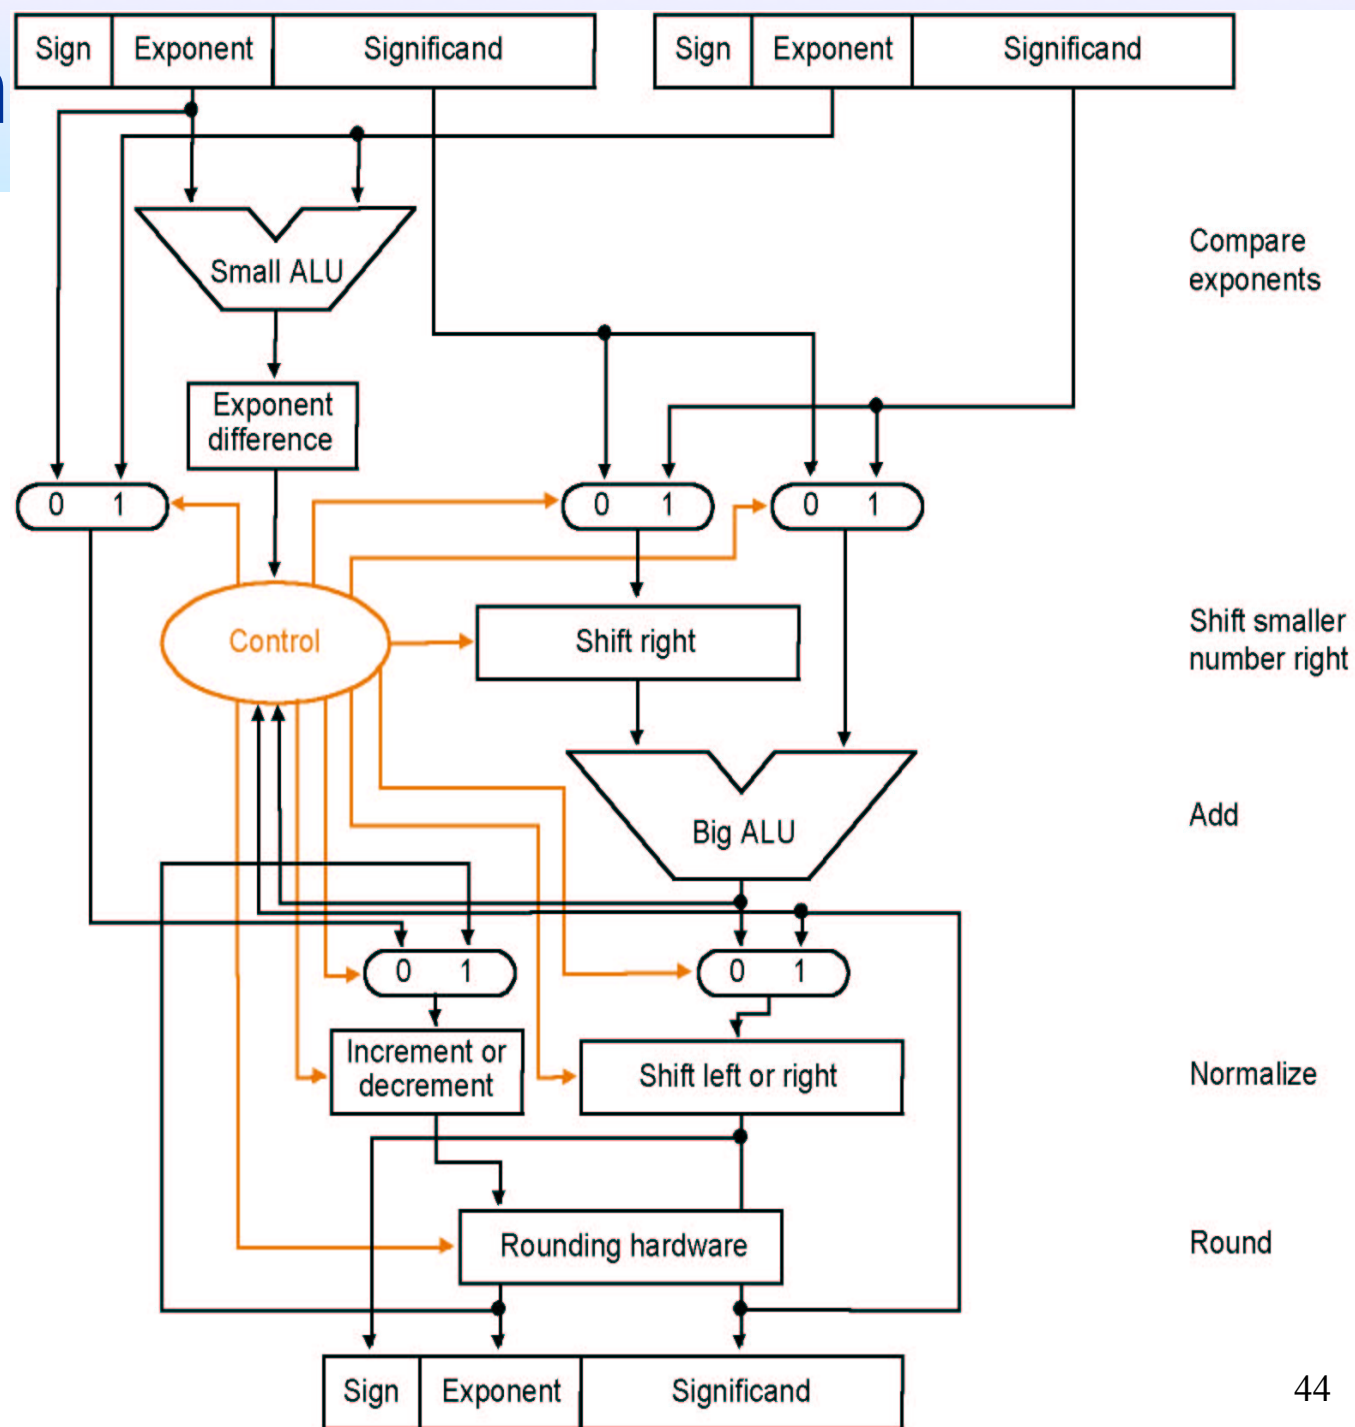 Sign Exponent Significand Sign Exponent Significand
Compare
exponents
Small ALU
Exponent
difference
0 1 0 1 0 1
Control
Shift right
Shift smaller
number right
Add
Big ALU
0 1 0 1
Increment or
decrement
Shift left or right
Normalize
Rounding hardware
Round
Sign Exponent Significand
44